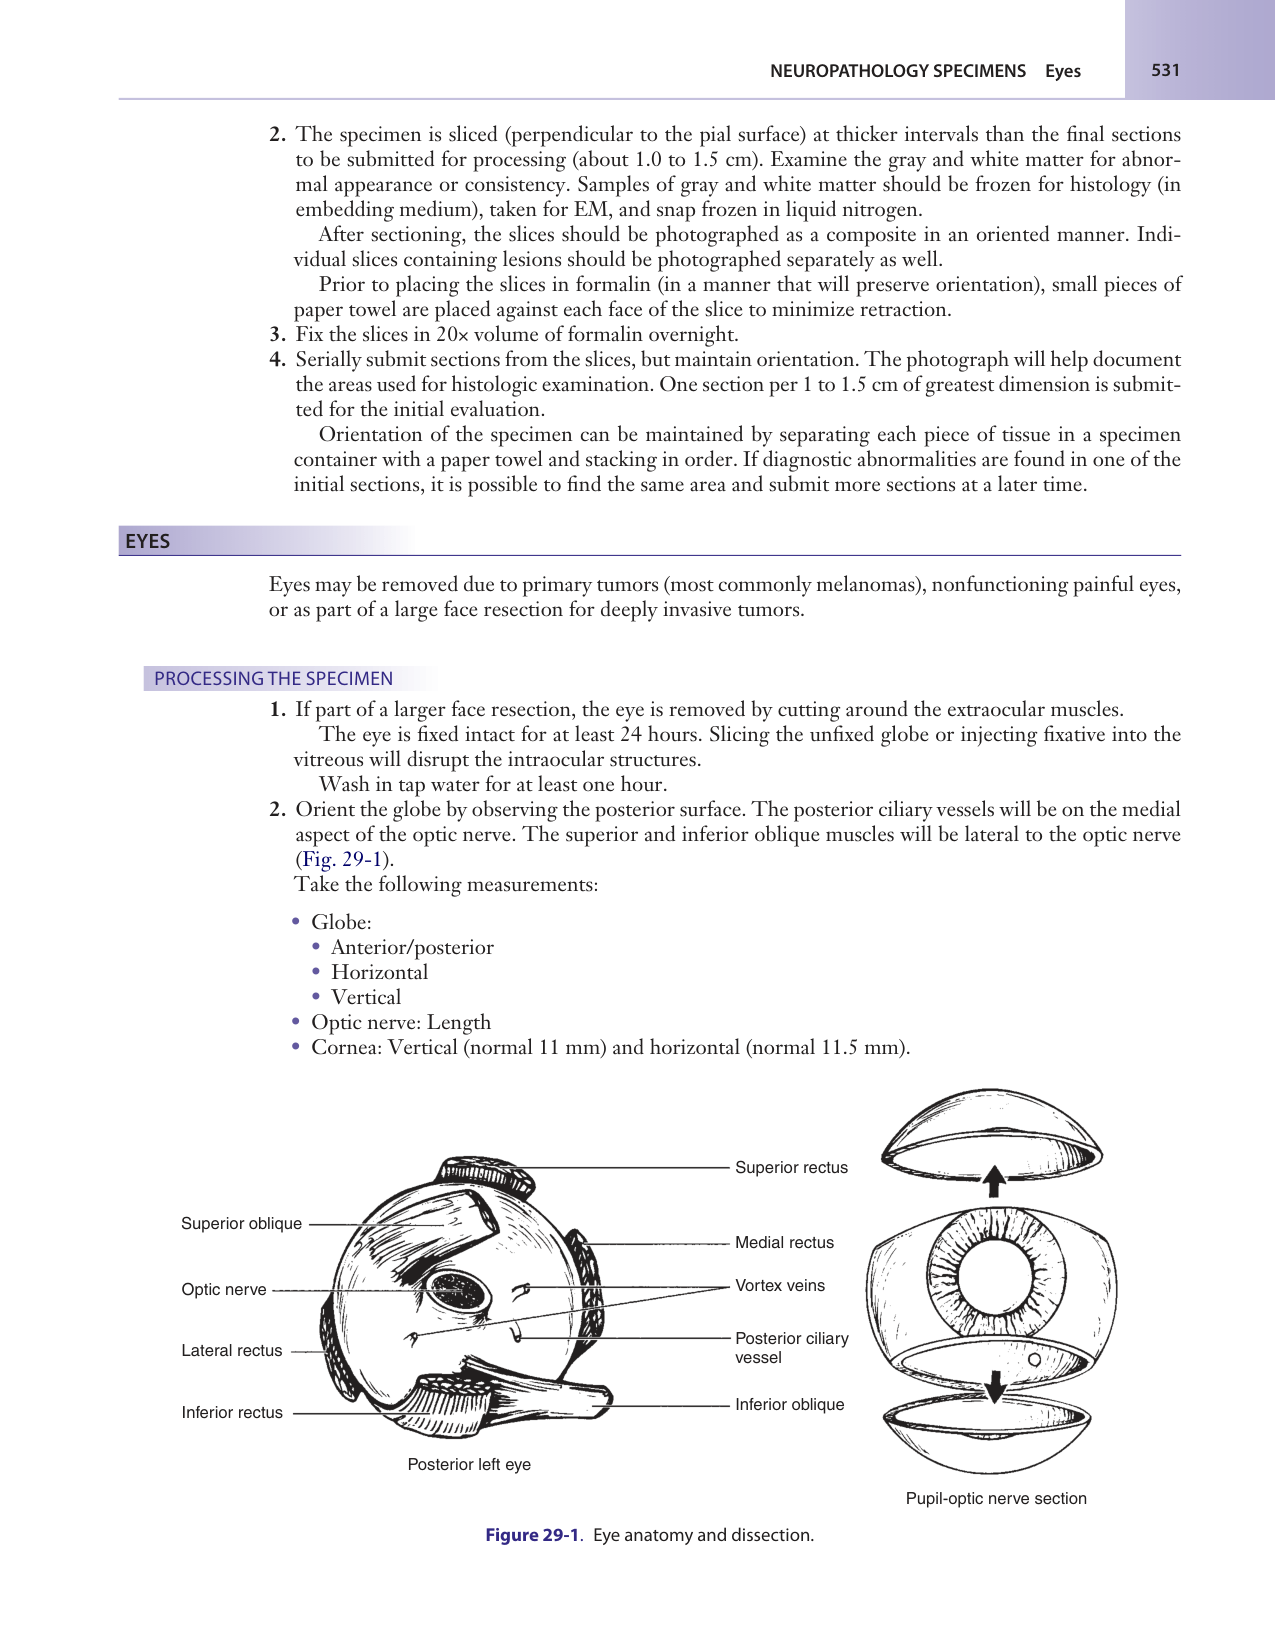 NEUROPATHOLOGY SPECIMENS Eyes 531
2. The specimen is sliced (perpendicular to the pial surface) at thicker intervals than the final sections
to be submitted for processing (about 1.0 to 1.5 cm). Examine the gray and white matter for abnor-
mal appearance or consistency. Samples of gray and white matter should be frozen for histology (in
embedding medium), taken for EM, and snap frozen in liquid nitrogen.
After sectioning, the slices should be photographed as a composite in an oriented manner. Indi-
vidual slices containing lesions should be photographed separately as well.
Prior to placing the slices in formalin (in a manner that will preserve orientation), small pieces of
paper towel are placed against each face of the slice to minimize retraction.
3. Fix the slices in 20× volume of formalin overnight.
4. Serially submit sections from the slices, but maintain orientation. The photograph will help document
the areas used for histologic examination. One section per 1 to 1.5 cm of greatest dimension is submit-
ted for the initial evaluation.
Orientation of the specimen can be maintained by separating each piece of tissue in a specimen
container with a paper towel and stacking in order. If diagnostic abnormalities are found in one of the
initial sections, it is possible to find the same area and submit more sections at a later time.
EYES
Eyes may be removed due to primary tumors (most commonly melanomas), nonfunctioning painful eyes,
or as part of a large face resection for deeply invasive tumors.
PROCESSING THE SPECIMEN
1. If part of a larger face resection, the eye is removed by cutting around the extraocular muscles.
The eye is fixed intact for at least 24 hours. Slicing the unfixed globe or injecting fixative into the
vitreous will disrupt the intraocular structures.
Wash in tap water for at least one hour.
2. Orient the globe by observing the posterior surface. The posterior ciliary vessels will be on the medial
aspect of the optic nerve. The superior and inferior oblique muscles will be lateral to the optic nerve
(Fig. 29-1).
Take the following measurements:
• Globe:
• Anterior/posterior
• Horizontal
• Vertical
• Optic nerve: Length
• Cornea: Vertical (normal 11 mm) and horizontal (normal 11.5 mm).
Superior rectus
Superior oblique
Medial rectus
Optic nerve
Vortex veins
Posterior ciliary
vessel
Lateral rectus
Inferior oblique
Inferior rectus
Posterior left eye
Pupil-optic nerve section
Figure 29-1. Eye anatomy and dissection.